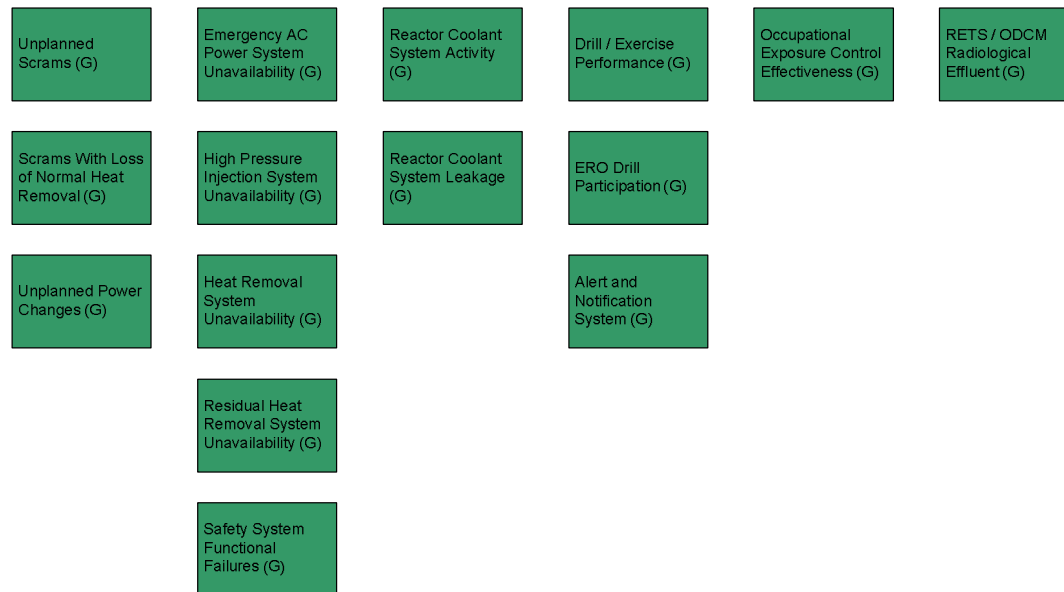 Unplanned
Scrams (G)
Emergency AC
Power System
Unavailability (G)
Reactor Coolant
System Activity
(G)
Drill / Exercise
Performance (G)
Occupational
Exposure Control
Effectiveness (G)
RETS / ODCM
Radiological
Effluent (G)
Scrams With Loss
of Normal Heat
Removal (G)
High Pressure
Injection System
Unavailability (G)
Reactor Coolant
System Leakage
(G)
ERO Drill
Participation (G)
Unplanned Power
Changes (G)
Heat Removal
System
Unavailability (G)
Alert and
Notification
System (G)
Residual Heat
Removal System
Unavailability (G)
Safety System
Functional
Failures (G)